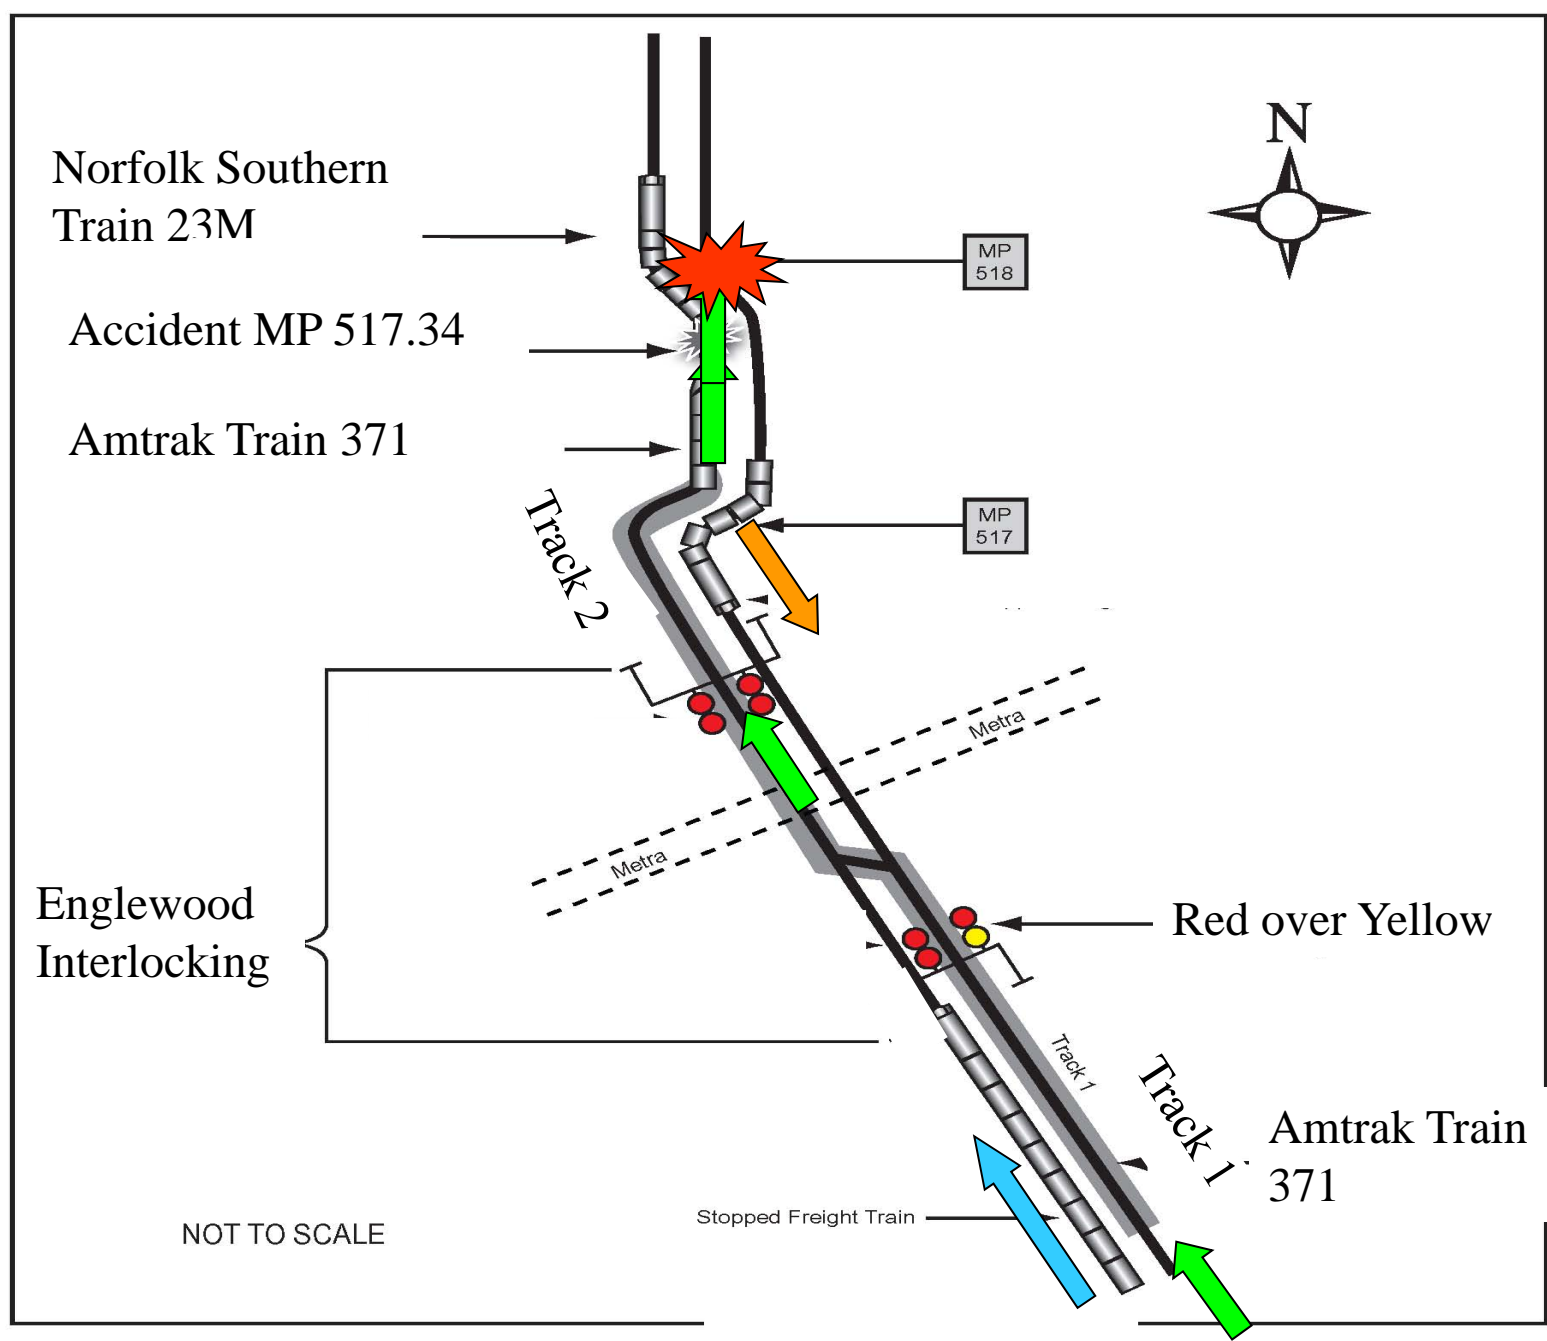 N
Norfolk Southern
Train 23M
MP
518
Accident MP 517.34
Amtrak Train 371
MP
517
Track 2
Metra
Metra
Englewood
Interlocking
Red over Yellow
Track 1
Track 1
Amtrak Train
371
Stopped Freight Train
NOT TO SCALE